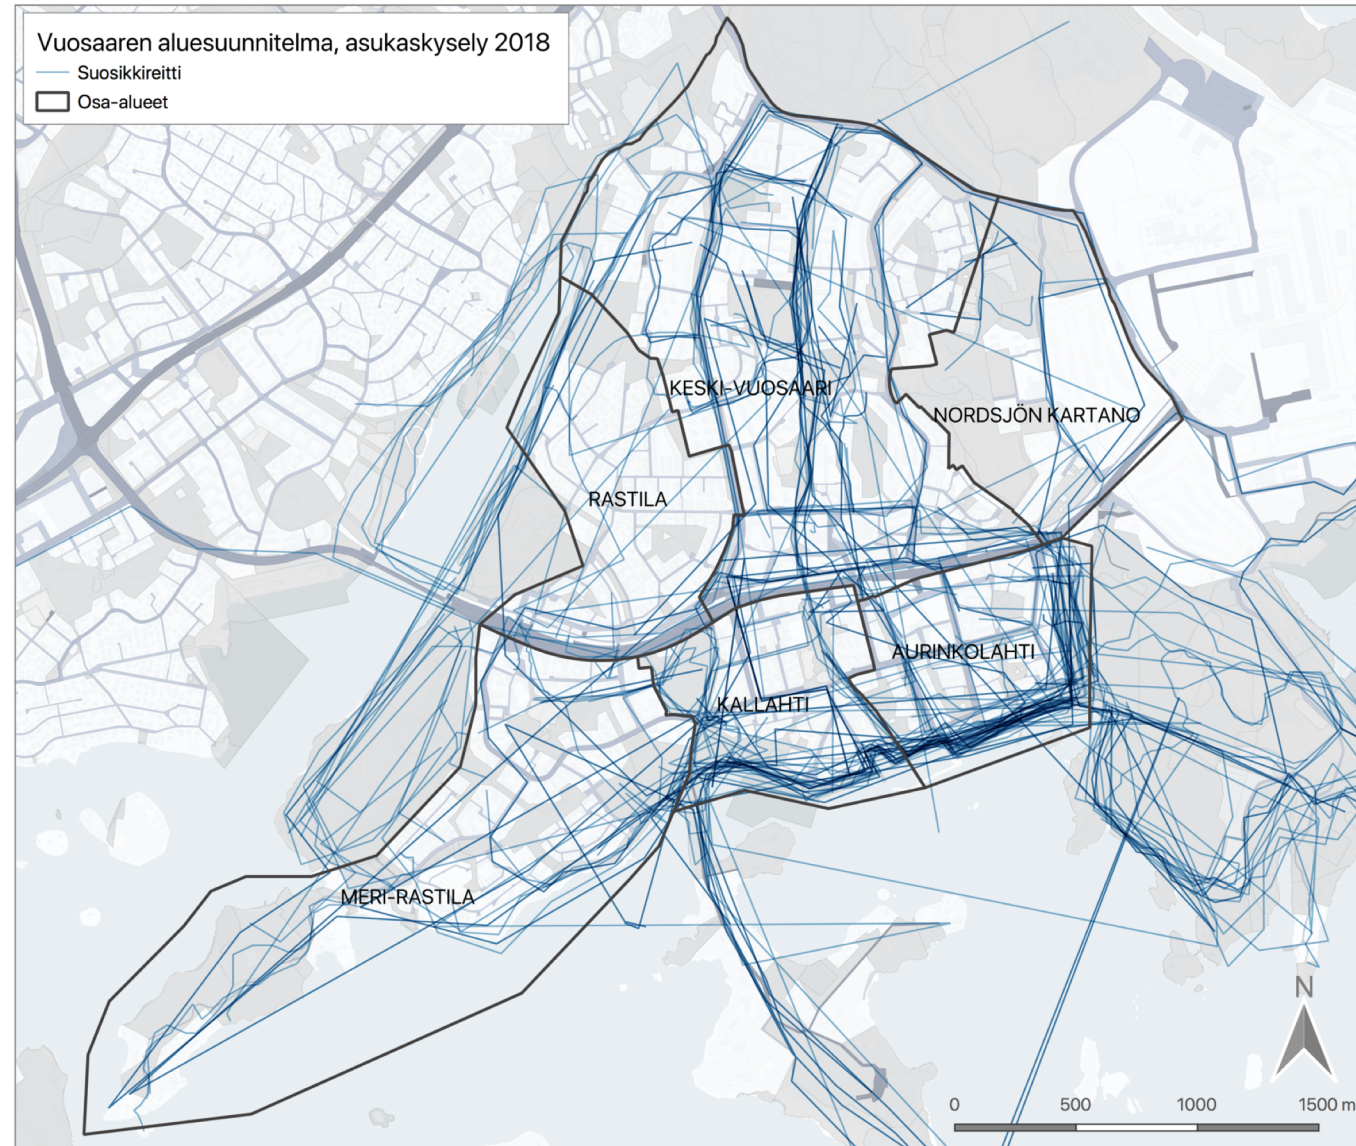 Vuosaaren aluesuunnitelma, asukaskysely 2018
Suosikkireitti
Osa-alueet
KESKI-VUOSAARI
NORDSJÖN KARTANO
RASTILA
AURINKOLAHTI
KALLAHTI
MERI-RASTILA
N
0 500 1000 1500 m